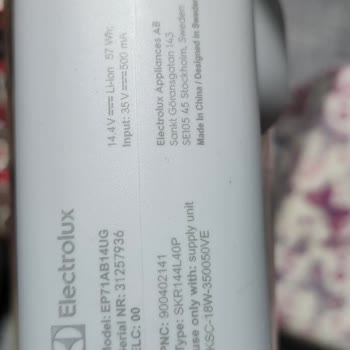 Electrolux
Model: EP71AB14UG
Serial NR: 31257936
ELC: 00
PNC: 900402141
Type: SKR144L40P
use only with: supply unit
KSC-18W-350050VE
14.4V Li-Ion 57 Wh;
Input: 35V 500 mA
Electrolux Appliances AB
Sankt Göransgatan 143
SE105 45 Stockholm, Sweden
Made in China / Designed in Sweden